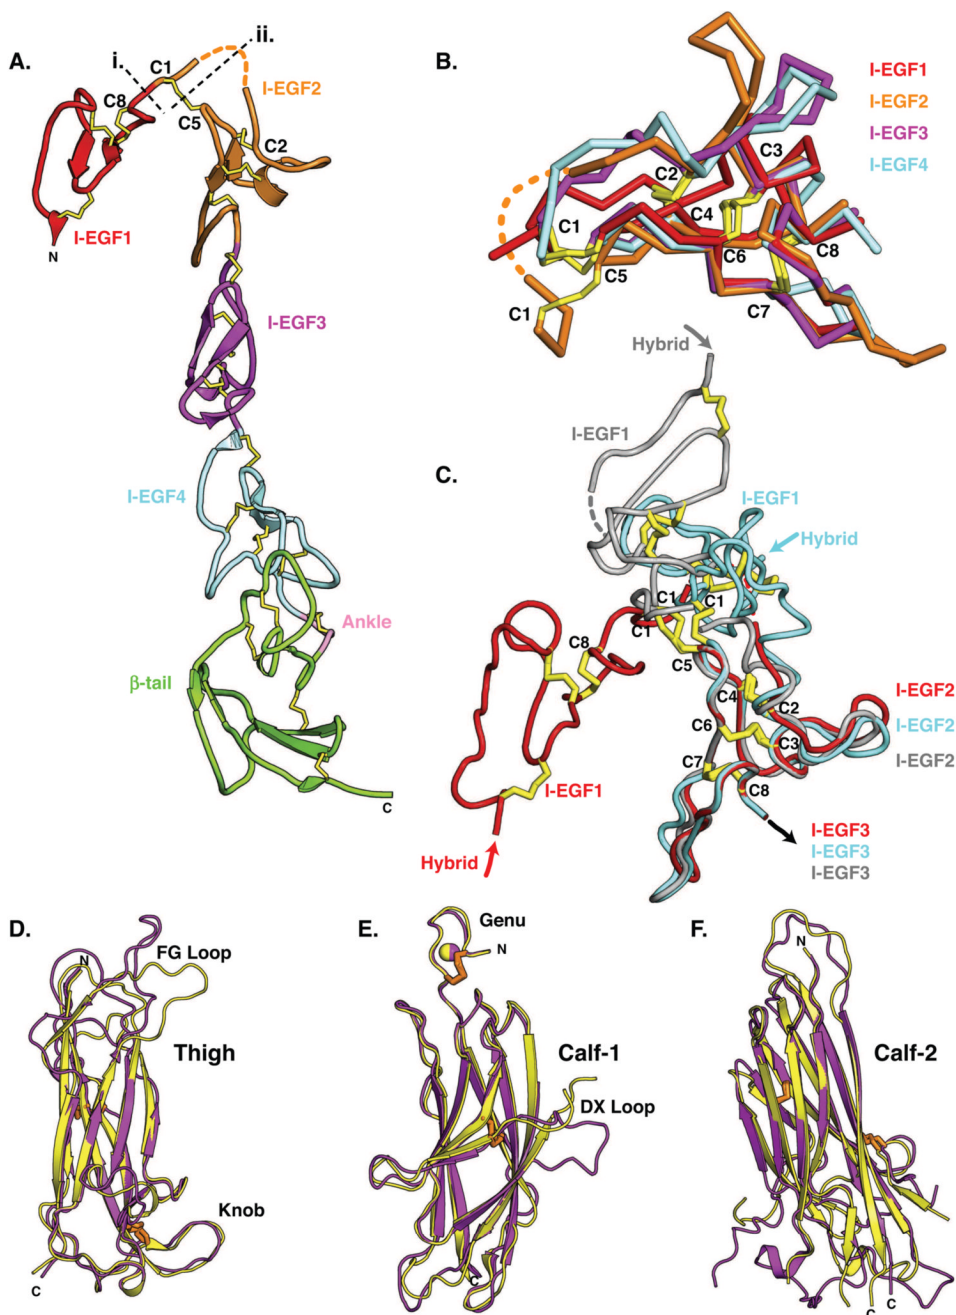 A.
i.
ii.
C1
C8
C5
I-EGF2
C2
I-EGF1
N
I-EGF3
I-EGF4
Ankle
β-tail
C
B.
I-EGF1
I-EGF2
I-EGF3
I-EGF4
C3
C2
C1
C4
C5
C6
C8
C1
C7
C.
Hybrid
I-EGF1
I-EGF1
Hybrid
C1
C1
C1
C8
C5
C4
C2
C6
C3
C7
C8
I-EGF2
I-EGF2
I-EGF2
I-EGF1
Hybrid
I-EGF3
I-EGF3
I-EGF3
D.
N
FG Loop
Thigh
Knob
C
E.
Genu
N
Calf-1
DX Loop
C
F.
N
Calf-2
C
C